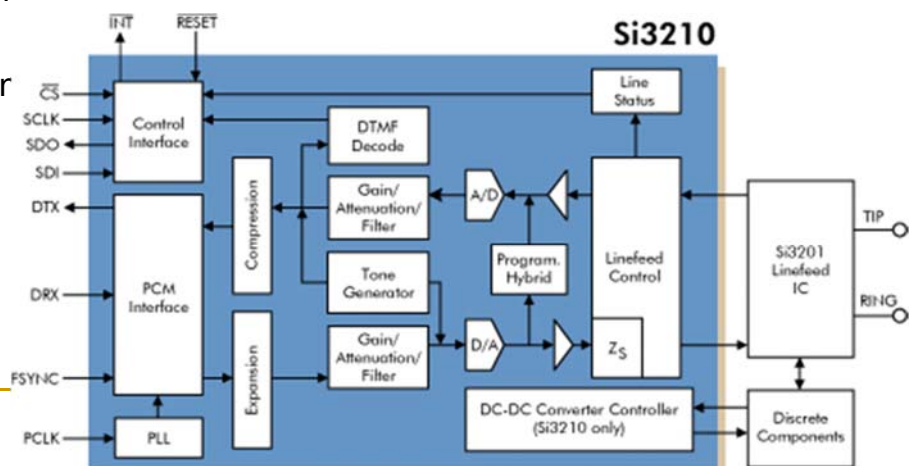 INT
RESET
Si3210
r
CS
SCLK
SDO
SDI
DTX
DRX
FSYNC
PCLK
Control
Interface
PCM
Interface
PLL
Compression
Expansion
DTMF
Decode
Gain/
Attenuation/
Filter
Tone
Generator
Gain/
Attenuation/
Filter
A/D
Program.
Hybrid
D/A
Line
Status
Linefeed
Control
ZS
DC-DC Converter Controller
(Si3210 only)
Si3201
Linefeed
IC
TIP
RING
Discrete
Components